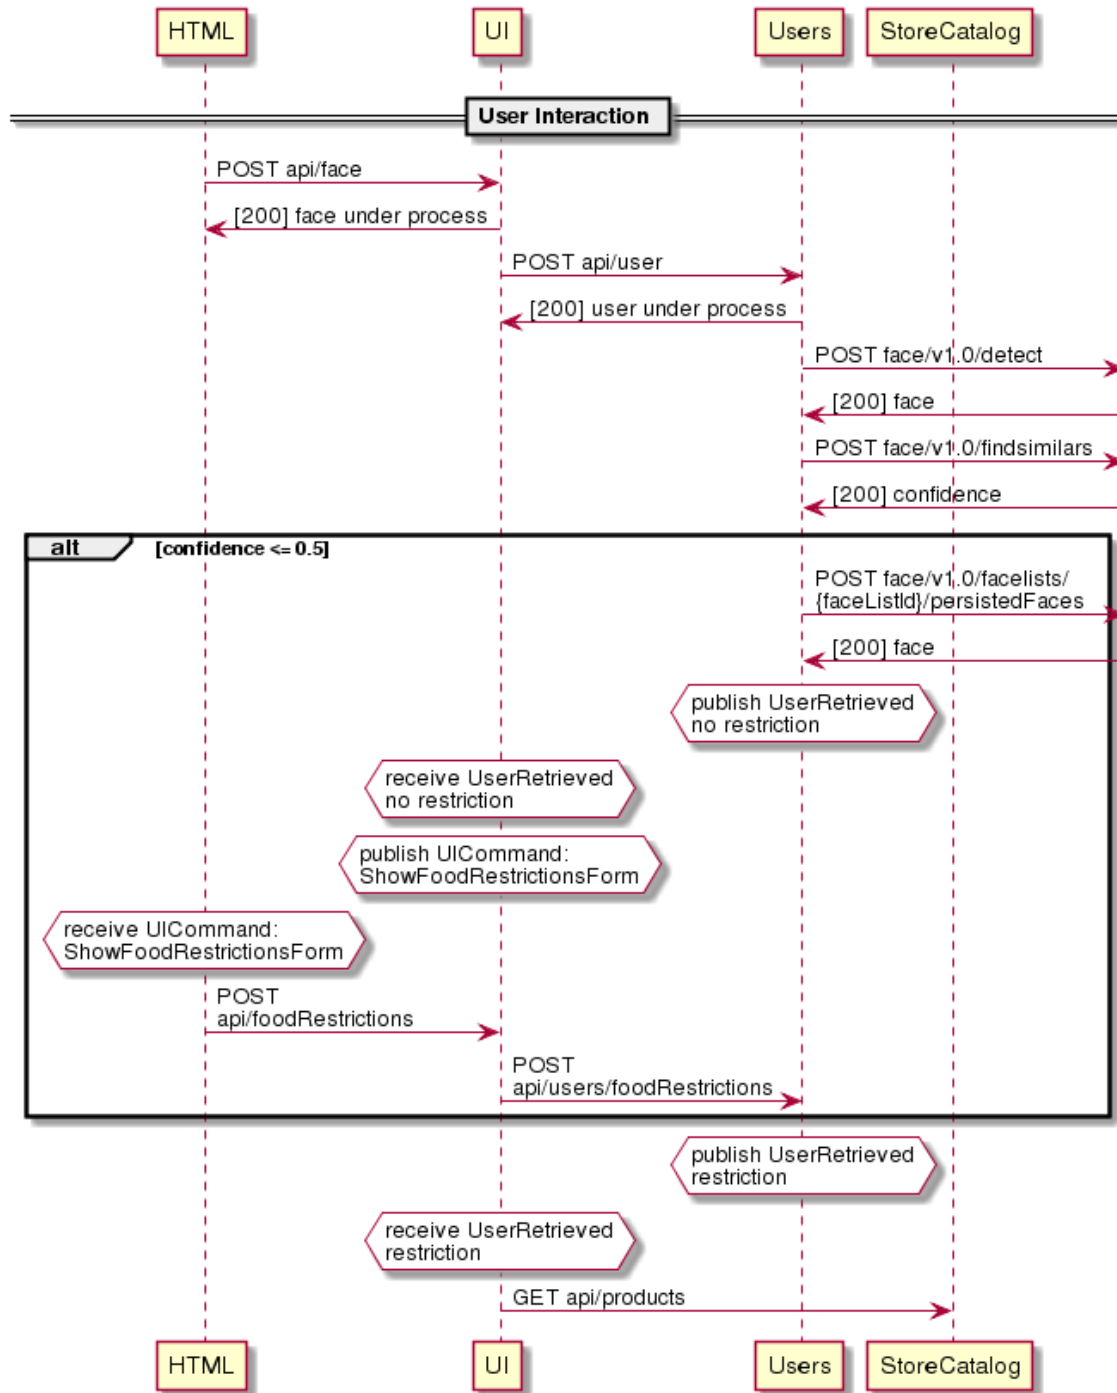 HTML
UI
Users
StoreCatalog
User Interaction
POST api/face
[200] face under process
POST api/user
[200] user under process
POST face/v1.0/detect
[200] face
POST face/v1.0/findsimilars
[200] confidence
alt
[confidence <= 0.5]
POST face/v1.0/facelists/
{faceListId}/persistedFaces
[200] face
publish UserRetrieved
no restriction
receive UserRetrieved
no restriction
publish UICommand:
ShowFoodRestrictionsForm
receive UICommand:
ShowFoodRestrictionsForm
POST
api/foodRestrictions
POST
api/users/foodRestrictions
publish UserRetrieved
restriction
receive UserRetrieved
restriction
GET api/products
HTML
UI
Users
StoreCatalog